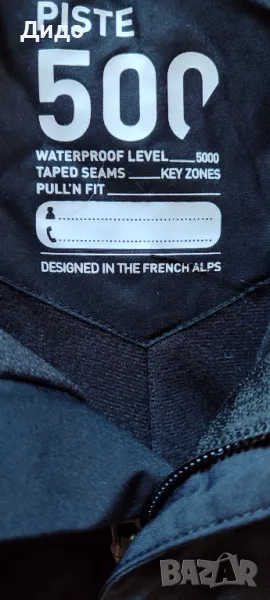 Дидо
PISTE
500
WATERPROOF LEVEL 5000
TAPED SEAMS KEY ZONES
PULL'N FIT
DESIGNED IN THE FRENCH ALPS
BAZAR